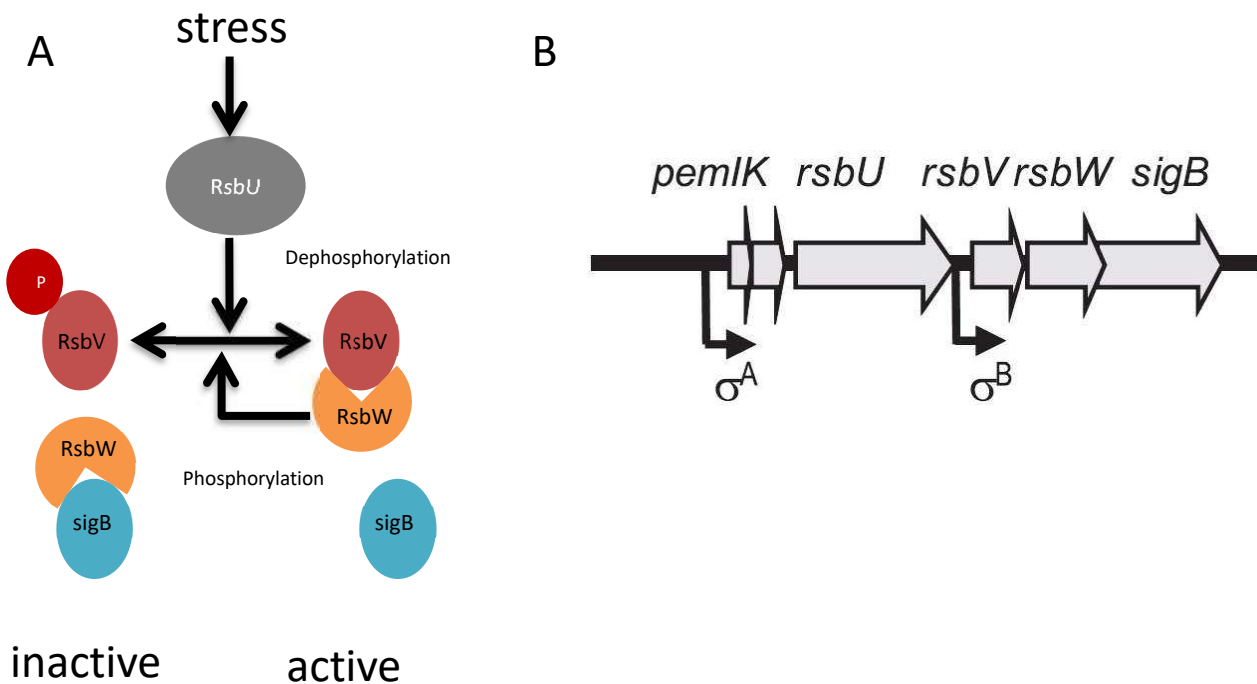 A
stress
RsbU
Dephosphorylation
P
RsbV
RsbV
RsbW
RsbW
Phosphorylation
sigB
sigB
inactive
active
B
pemIK rsbU rsbV rsbW sigB
σA
σB